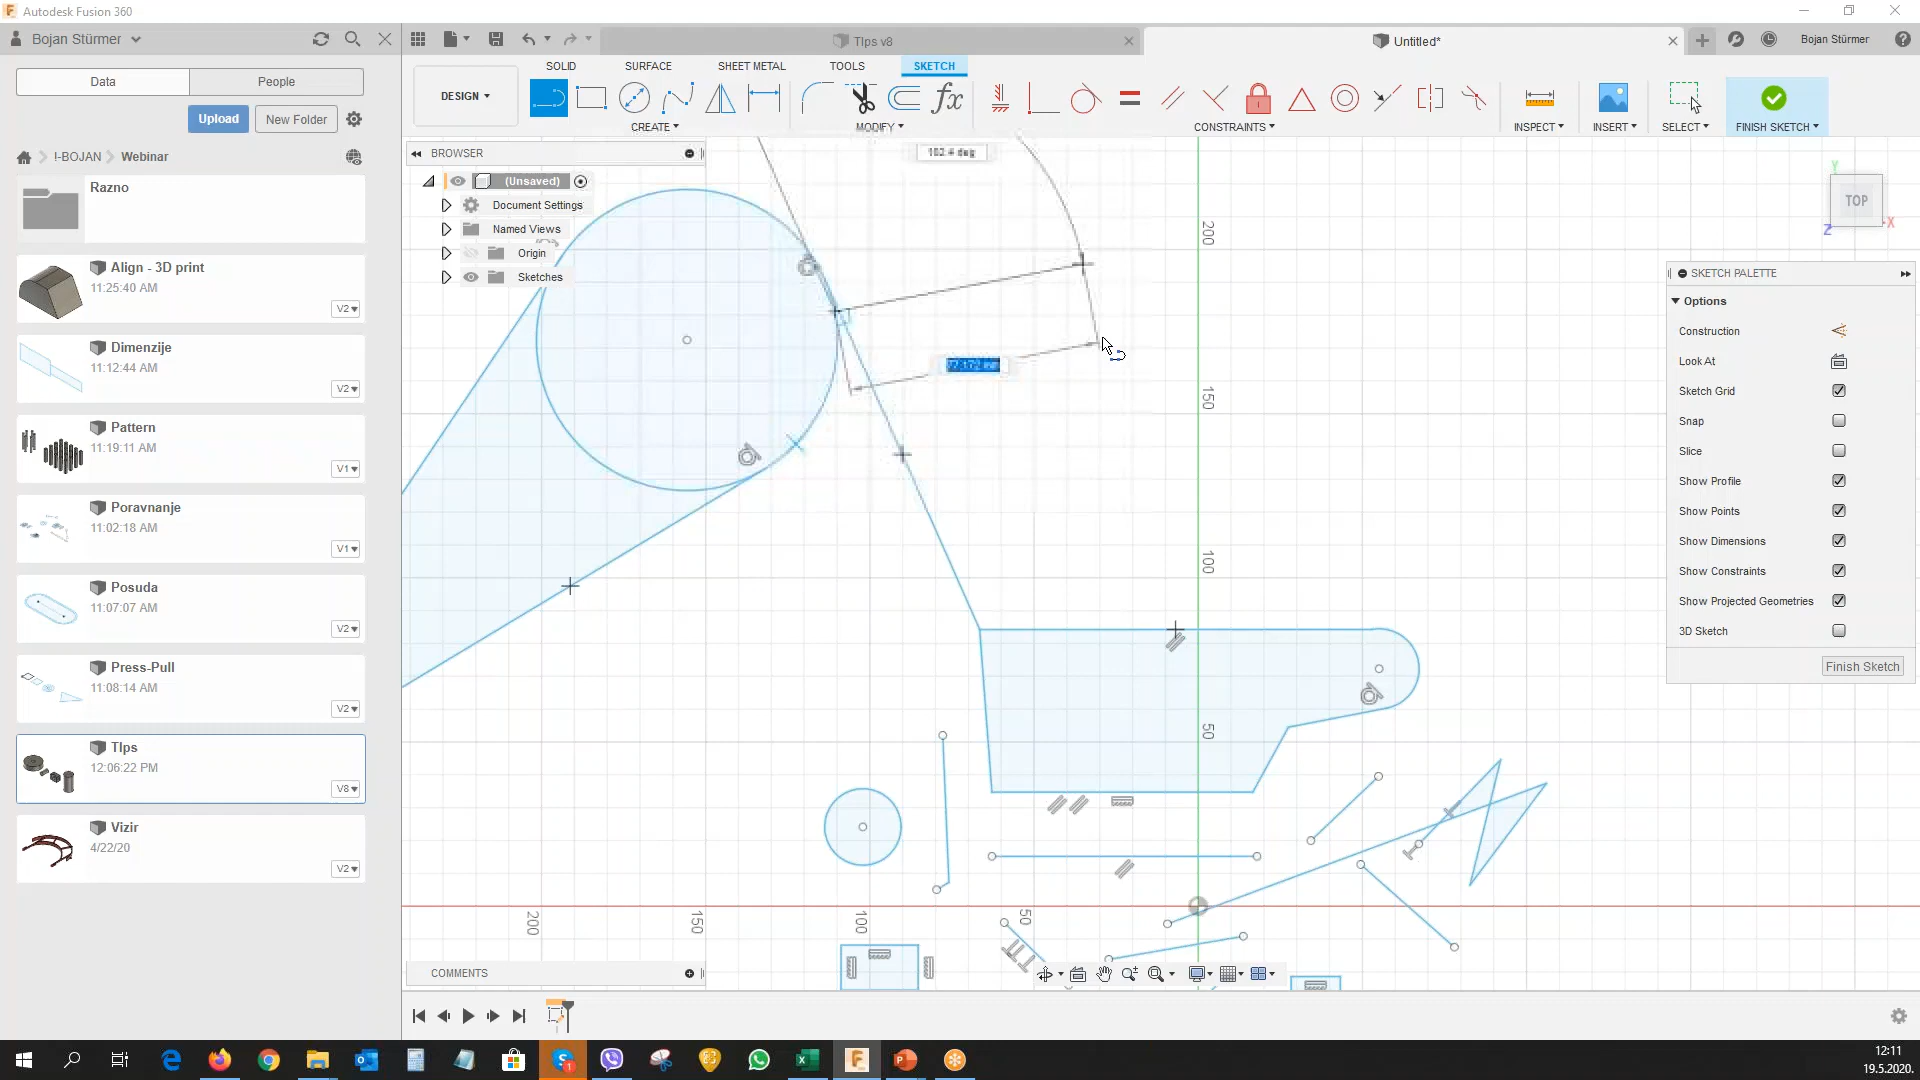 Autodesk Fusion 360
Bojan Stürmer
TIps v8
Untitled*
Bojan Stürmer
Data
People
Upload
New Folder
!-BOJAN
Webinar
Razno
Align - 3D print
11:25:40 AM
V2
Dimenzije
11:12:44 AM
V2
Pattern
11:19:11 AM
V1
Poravnanje
11:02:18 AM
V1
Posuda
11:07:07 AM
V2
Press-Pull
11:08:14 AM
V2
TIps
12:06:22 PM
V8
Vizir
4/22/20
V2
DESIGN
SOLID
SURFACE
SHEET METAL
TOOLS
SKETCH
CREATE
MODIFY
CONSTRAINTS
INSPECT
INSERT
SELECT
FINISH SKETCH
BROWSER
(Unsaved)
Document Settings
Named Views
Origin
Sketches
200
150
100
50
200
150
100
50
TOP
Y
X
Z
SKETCH PALETTE
Options
Construction
Look At
Sketch Grid
Snap
Slice
Show Profile
Show Points
Show Dimensions
Show Constraints
Show Projected Geometries
3D Sketch
Finish Sketch
COMMENTS
12:11
19.5.2020.